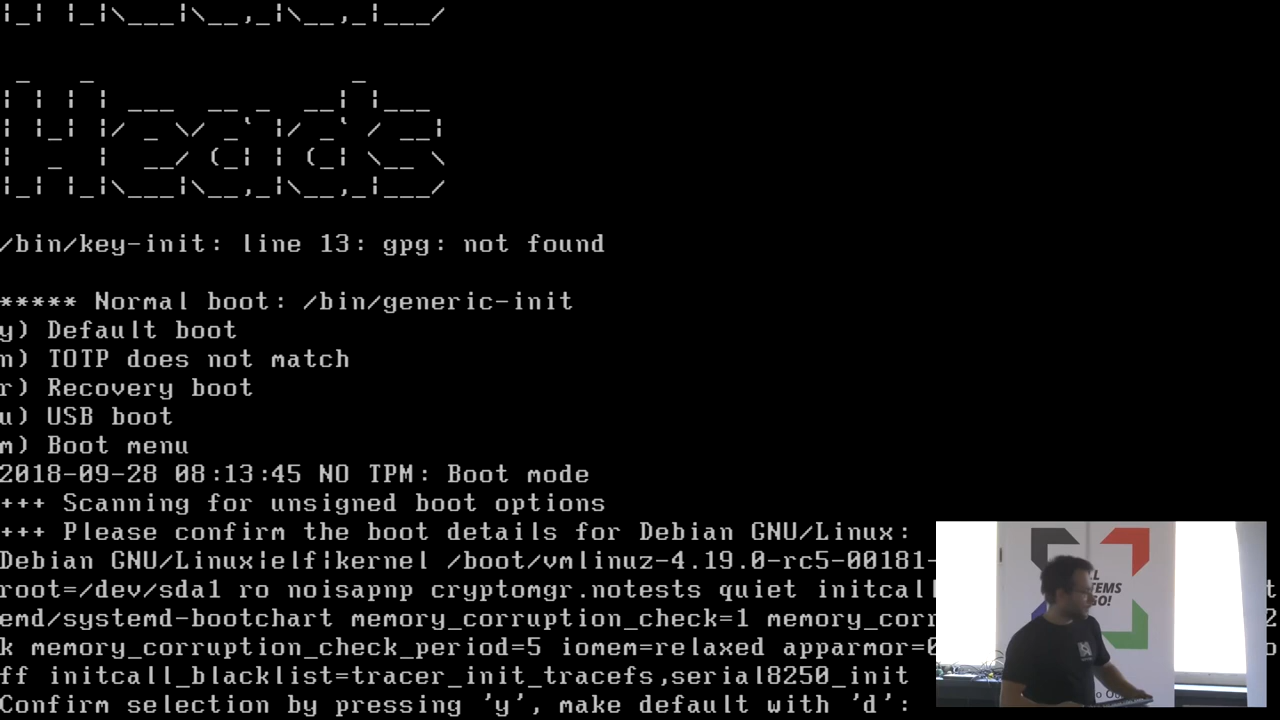 Heads
/bin/key-init: line 13: gpg: not found
***** Normal boot: /bin/generic-init
y) Default boot
n) TOTP does not match
r) Recovery boot
u) USB boot
m) Boot menu
2018-09-28 08:13:45 NO TPM: Boot mode
+++ Scanning for unsigned boot options
+++ Please confirm the boot details for Debian GNU/Linux:
Debian GNU/Linux|elf|kernel /boot/vmlinuz-4.19.0-rc5-00181-
root=/dev/sda1 ro noisapnp cryptomgr.notests quiet initcall
emd/systemd-bootchart memory_corruption_check=1 memory_corr
k memory_corruption_check_period=5 iomem=relaxed apparmor=0
ff initcall_blacklist=tracer_init_tracefs,serial8250_init
Confirm selection by pressing 'y', make default with 'd':
GO!